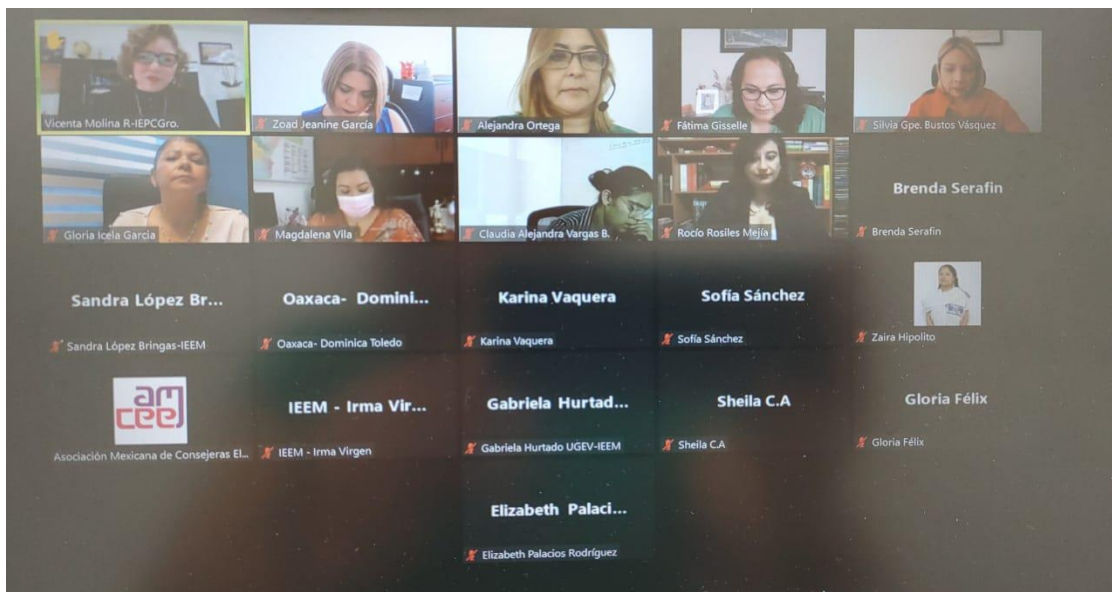 Vicenta Molina R-IEPCGro.
Zoad Jeanine García
Alejandra Ortega
Fátima Gisselle
Silvia Gpe. Bustos Vásquez
Gloria Icela García
Magdalena Vila
Claudia Alejandra Vargas B.
Rocío Rosiles Mejía
Brenda Serafin
Brenda Serafin
Sandra López Br...
Sandra López Bringas-IEEM
Oaxaca- Domini...
Oaxaca- Dominica Toledo
Karina Vaquera
Karina Vaquera
Sofía Sánchez
Sofía Sánchez
Zaira Hipolito
am
cee
Asociación Mexicana de Consejeras El...
IEEM - Irma Vir...
IEEM - Irma Virgen
Gabriela Hurtad...
Gabriela Hurtado UGEV-IEEM
Sheila C.A
Sheila C.A
Gloria Félix
Gloria Félix
Elizabeth Palaci...
Elizabeth Palacios Rodríguez